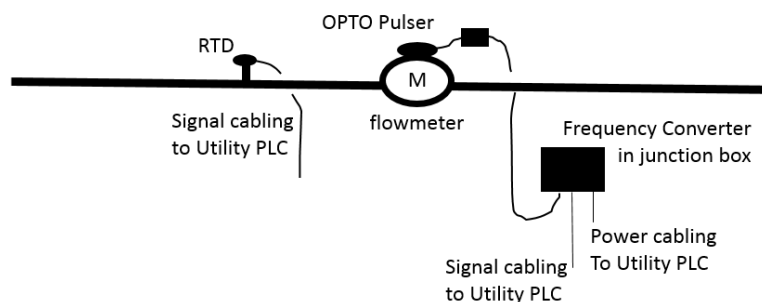 OPTO Pulser
RTD
M
flowmeter
Signal cabling
to Utility PLC
Frequency Converter
in junction box
Power cabling
To Utility PLC
Signal cabling
to Utility PLC